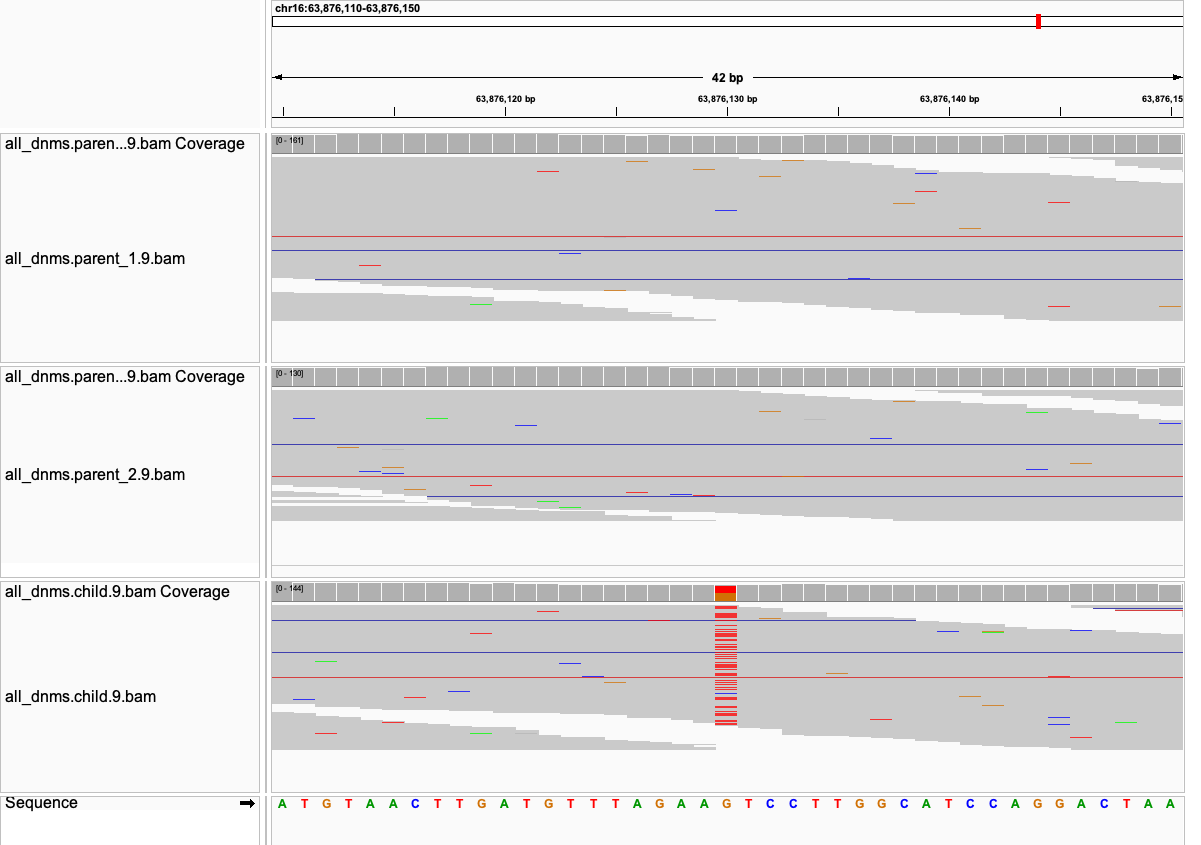 chr16:63,876,110-63,876,150
42 bp
63,876,120 bp 63,876,130 bp 63,876,140 bp 63,876,15
all_dnms.paren...9.bam Coverage
[0 - 161]
all_dnms.parent_1.9.bam
all_dnms.paren...9.bam Coverage
[0 - 130]
all_dnms.parent_2.9.bam
all_dnms.child.9.bam Coverage
[0 - 144]
all_dnms.child.9.bam
Sequence A T G T A A C T T G A T G T T T A G A A G T C C T T G G C A T C C A G G A C T A A